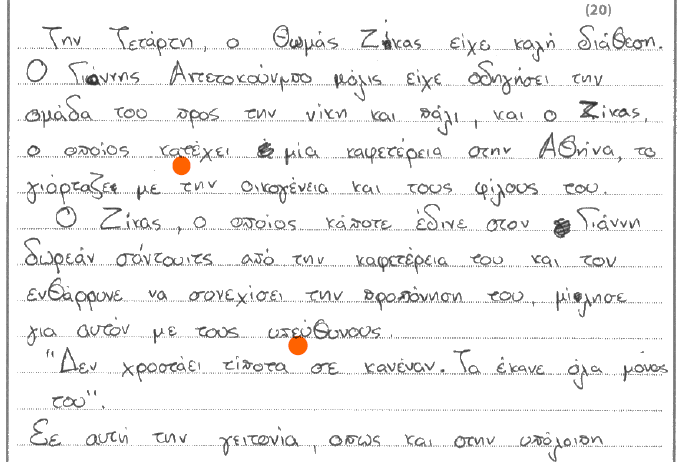 (20)
Την Τετάρτη, ο Θωμάς Ζίκας είχε καλή διάθεση.
Ο Γιάννης Αντετοκούνμπο μόλις είχε οδηγήσει την
ομάδα του προς την νίκη και πάλι, και ο Ζίκας,
ο οποίος κατέχει μία καφετέρεια στην Αθήνα, το
γιόρταζε με την οικογένεια και τους φίλους του.
Ο Ζίκας, ο οποίος κάποτε έδινε στον Γιάννη
δωρεάν σάντουιτς από την καφετέρεια του και τον
ενθάρρυνε να συνεχίσει την προπόνηση του, μίλησε
για αυτόν με τους υπεύθυνους.
"Δεν χροστάει τίποτα σε κανέναν. Τα έκανε όλα μόνος
του".
Σε αυτή την γειτονία, οπως και στην υπόλοιπη